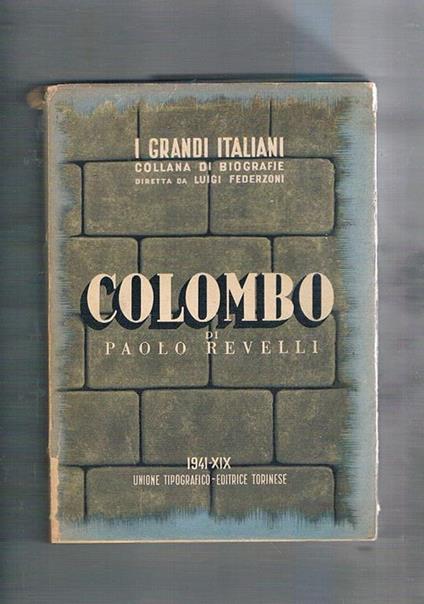 I GRANDI ITALIANI
COLLANA DI BIOGRAFIE
DIRETTA DA LUIGI FEDERZONI
COLOMBO
DI
PAOLO REVELLI
1941-XIX
UNIONE TIPOGRAFICO-EDITRICE TORINESE